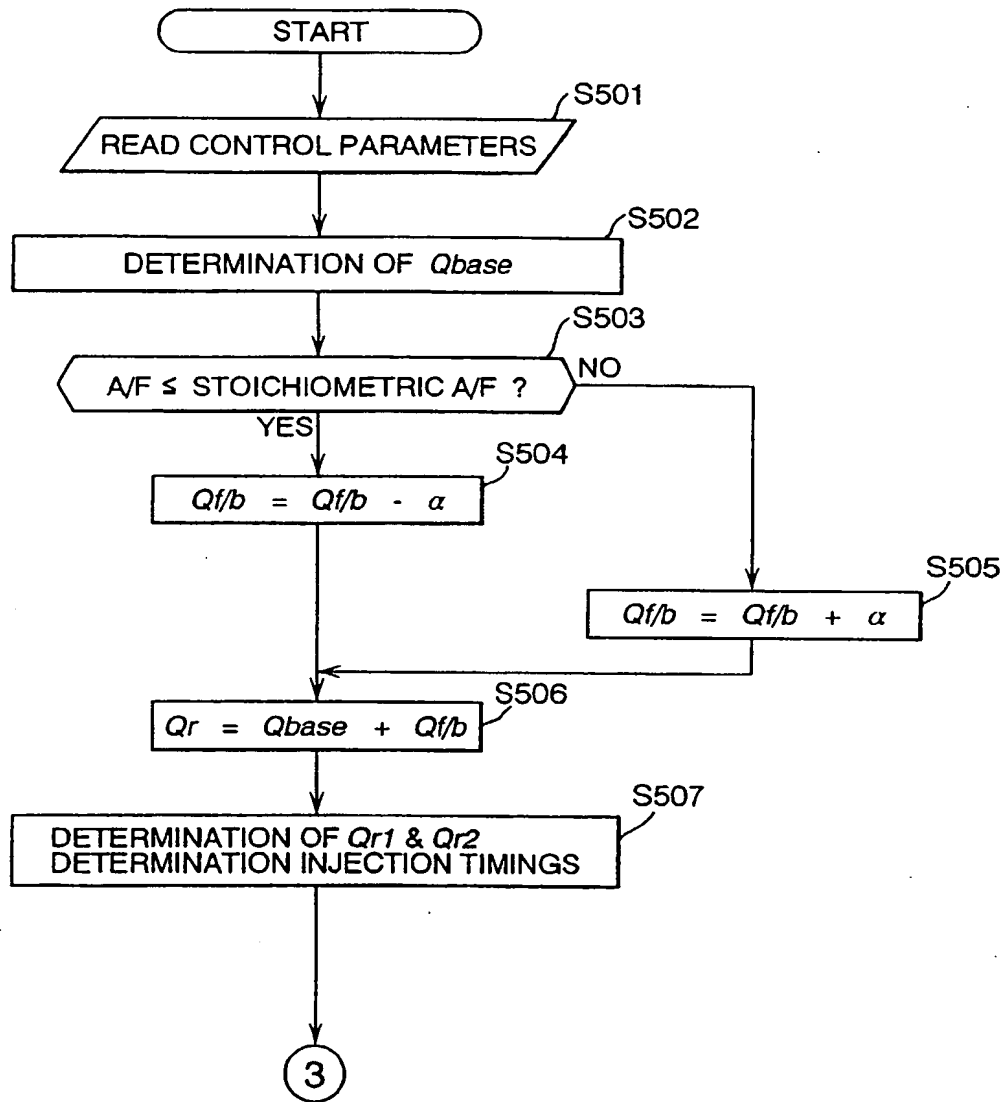 START
S501
READ CONTROL PARAMETERS
S502
DETERMINATION OF Qbase
S503
A/F ≤ STOICHIOMETRIC A/F ?
NO
YES
S504
Qf/b = Qf/b - α
S505
Qf/b = Qf/b + α
S506
Qr = Qbase + Qf/b
S507
DETERMINATION OF Qr1 & Qr2
DETERMINATION INJECTION TIMINGS
3